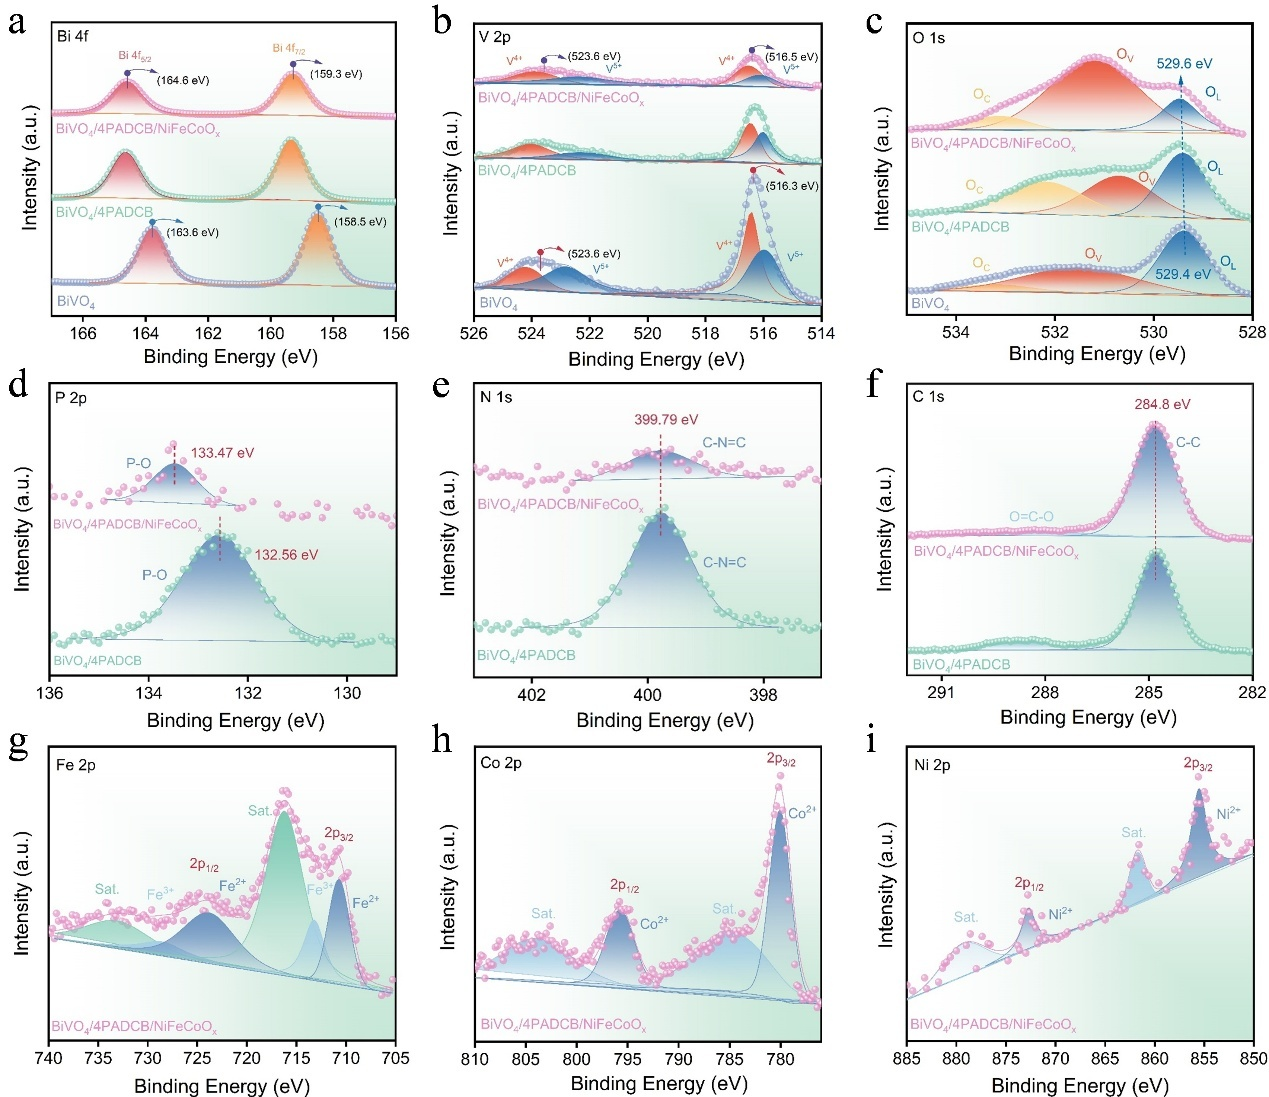 a
Bi 4f
Bi 4f5/2
Bi 4f7/2
(164.6 eV)
(159.3 eV)
BiVO4/4PADCB/NiFeCoOx
BiVO4/4PADCB
(163.6 eV)
(158.5 eV)
BiVO4
Intensity (a.u.)
166 164 162 160 158 156
Binding Energy (eV)
b
V 2p
(523.6 eV)
(516.5 eV)
V4+
V5+
V4+
V5+
BiVO4/4PADCB/NiFeCoOx
BiVO4/4PADCB
(516.3 eV)
(523.6 eV)
V4+
V5+
V4+
V5+
BiVO4
Intensity (a.u.)
526 524 522 520 518 516 514
Binding Energy (eV)
c
O 1s
OV
529.6 eV
OC
OL
BiVO4/4PADCB/NiFeCoOx
OC
OV
OL
BiVO4/4PADCB
OC
OV
OL
529.4 eV
BiVO4
Intensity (a.u.)
534 532 530 528
Binding Energy (eV)
d
P 2p
133.47 eV
P-O
BiVO4/4PADCB/NiFeCoOx
132.56 eV
P-O
BiVO4/4PADCB
Intensity (a.u.)
136 134 132 130
Binding Energy (eV)
e
N 1s
399.79 eV
C-N=C
BiVO4/4PADCB/NiFeCoOx
C-N=C
BiVO4/4PADCB
Intensity (a.u.)
402 400 398
Binding Energy (eV)
f
C 1s
284.8 eV
C-C
O=C-O
BiVO4/4PADCB/NiFeCoOx
BiVO4/4PADCB
Intensity (a.u.)
291 288 285 282
Binding Energy (eV)
g
Fe 2p
Sat.
2p3/2
2p1/2
Sat.
Fe3+
Fe2+
Fe3+
Fe2+
BiVO4/4PADCB/NiFeCoOx
Intensity (a.u.)
740 735 730 725 720 715 710 705
Binding Energy (eV)
h
Co 2p
2p3/2
Co2+
2p1/2
Sat.
Co2+
Sat.
BiVO4/4PADCB/NiFeCoOx
Intensity (a.u.)
810 805 800 795 790 785 780
Binding Energy (eV)
i
Ni 2p
2p3/2
Ni2+
Sat.
2p1/2
Sat.
Ni2+
BiVO4/4PADCB/NiFeCoOx
Intensity (a.u.)
885 880 875 870 865 860 855 850
Binding Energy (eV)